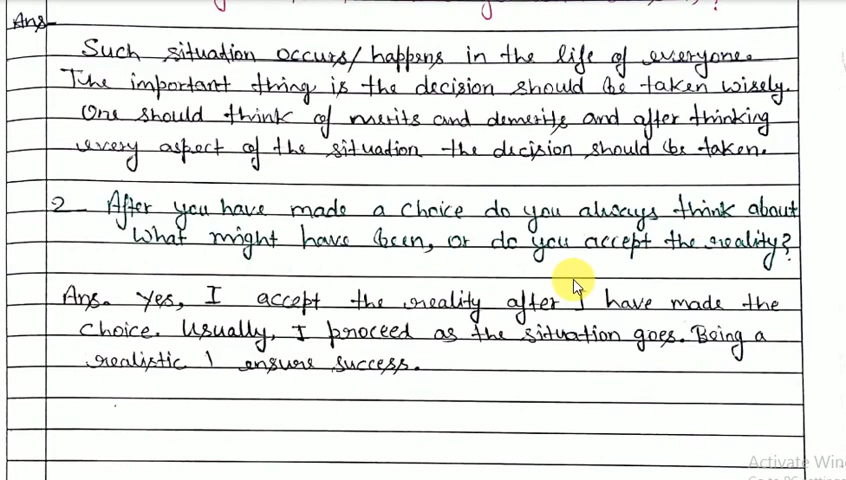 Ans
Such situation occurs/happens in the life of everyone.
The important thing is the decision should be taken wisely.
One should think of merits and demerits and after thinking
every aspect of the situation the decision should be taken.
2 After you have made a choice do you always think about
What might have been, or do you accept the reality?
Ans. Yes, I accept the reality after I have made the
choice. Usually, I proceed as the situation goes. Being a
realistic I ensure success.
Activate Win